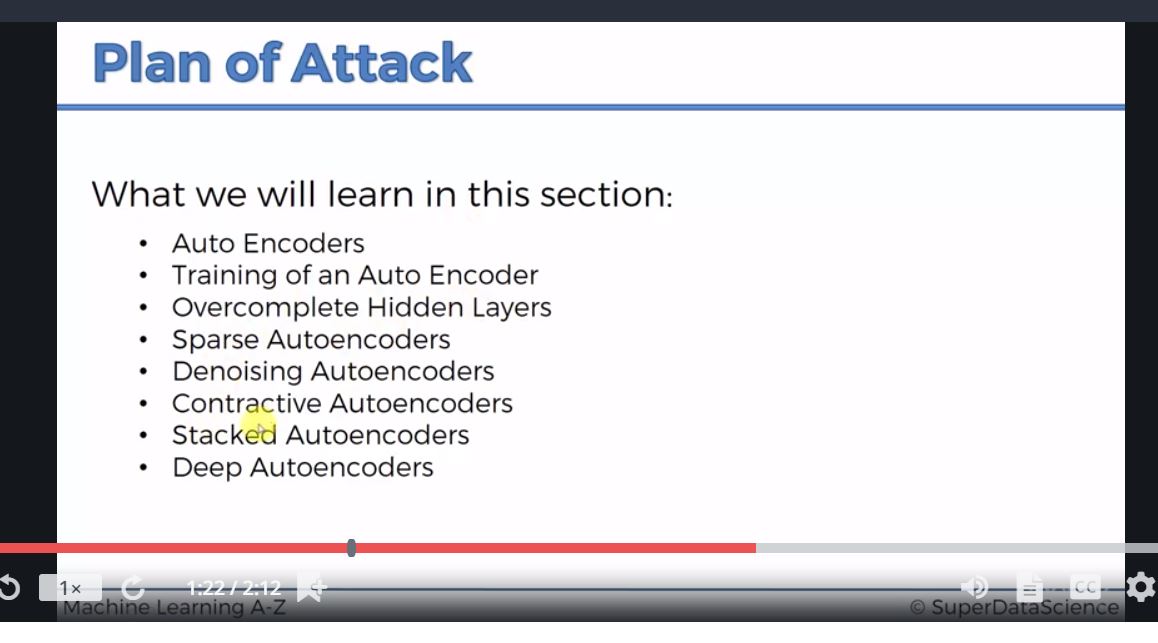 Plan of Attack
What we will learn in this section:
• Auto Encoders
• Training of an Auto Encoder
• Overcomplete Hidden Layers
• Sparse Autoencoders
• Denoising Autoencoders
• Contractive Autoencoders
• Stacked Autoencoders
• Deep Autoencoders
1x 1:22 / 2:12 CC
Machine Learning A-Z © SuperDataScience